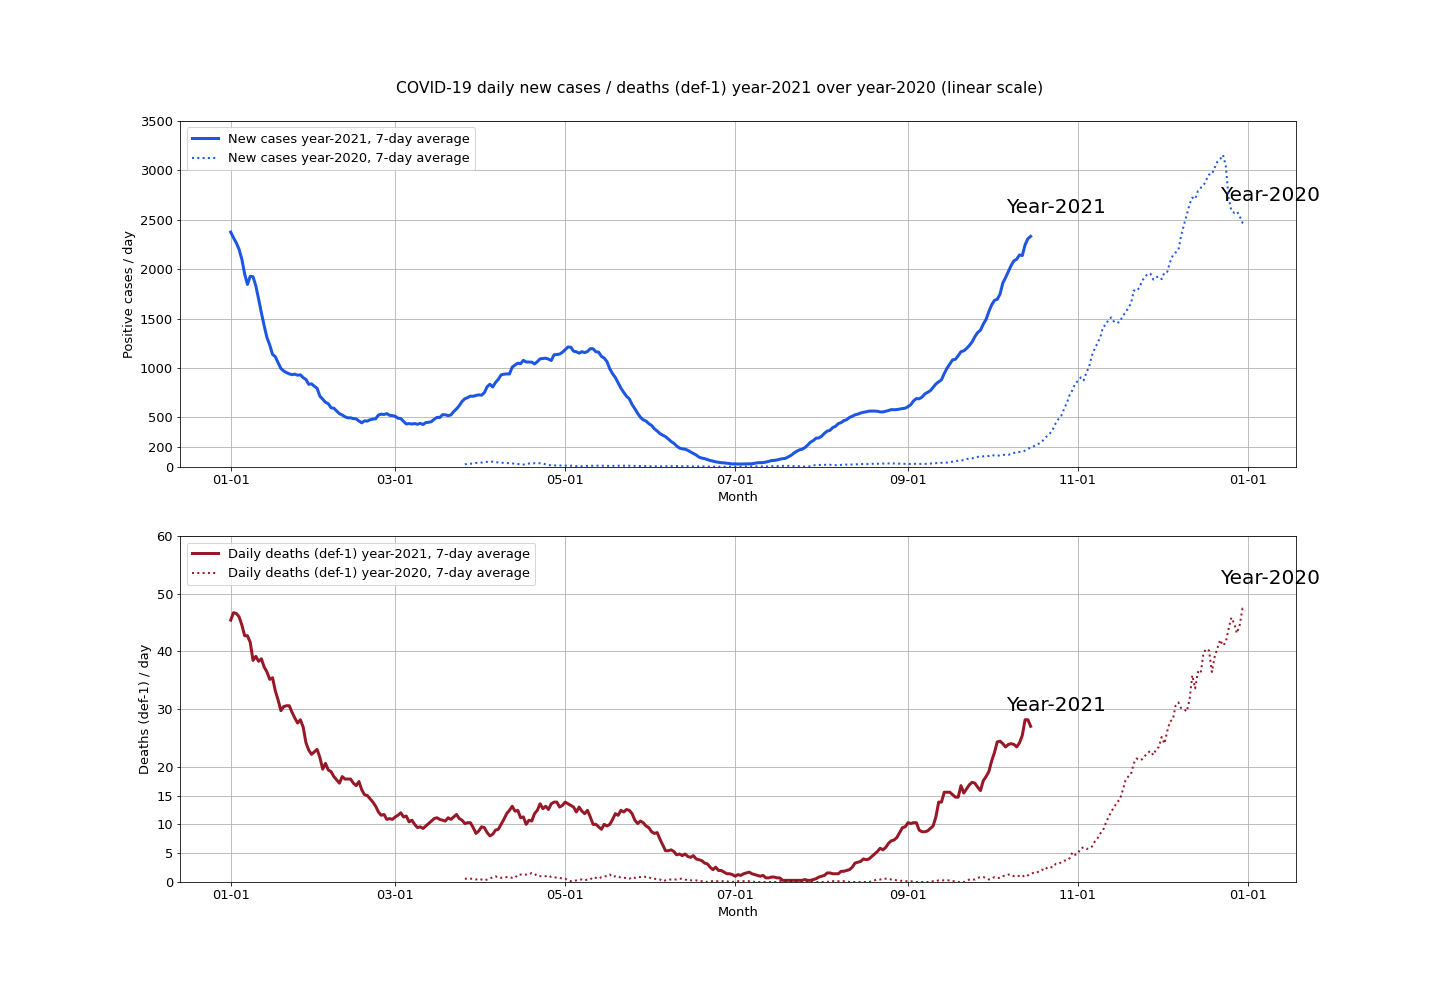 COVID-19 daily new cases / deaths (def-1) year-2021 over year-2020 (linear scale)
3500
3000
2500
2000
1500
1000
500
200
0
Positive cases / day
New cases year-2021, 7-day average
New cases year-2020, 7-day average
Year-2021
Year-2020
01-01 03-01 05-01 07-01 09-01 11-01 01-01
Month
60
50
40
30
20
15
10
5
0
Deaths (def-1) / day
Daily deaths (def-1) year-2021, 7-day average
Daily deaths (def-1) year-2020, 7-day average
Year-2020
Year-2021
01-01 03-01 05-01 07-01 09-01 11-01 01-01
Month